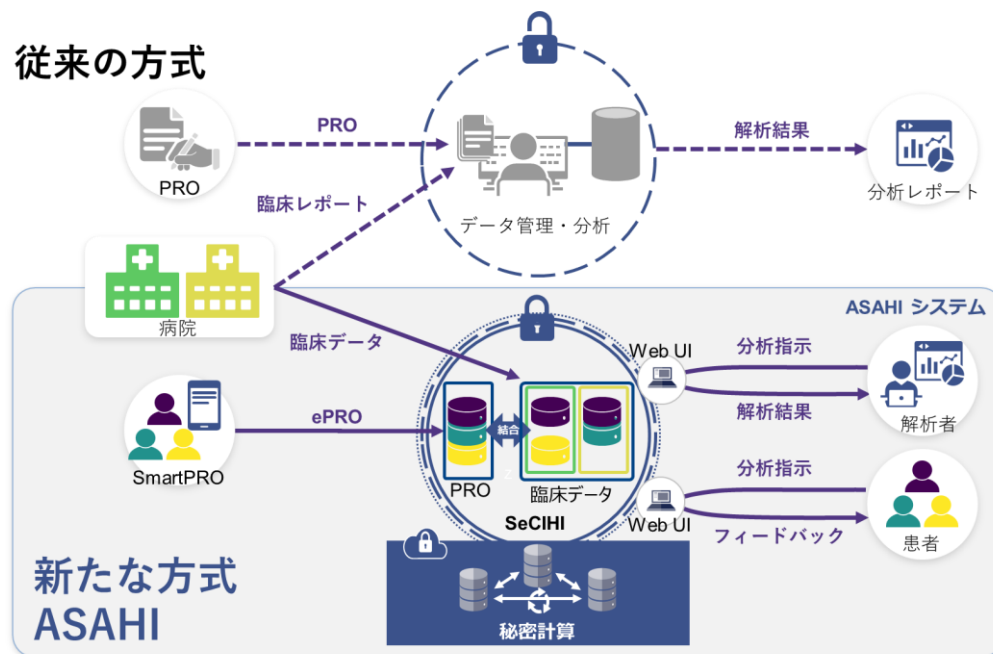 従来の方式
PRO
PRO
臨床レポート
データ管理・分析
解析結果
分析レポート
病院
臨床データ
ASAHI システム
SmartPRO
ePRO
PRO
結合
臨床データ
SeCIHI
Web UI
分析指示
解析結果
解析者
Web UI
分析指示
フィードバック
患者
秘密計算
新たな方式
ASAHI